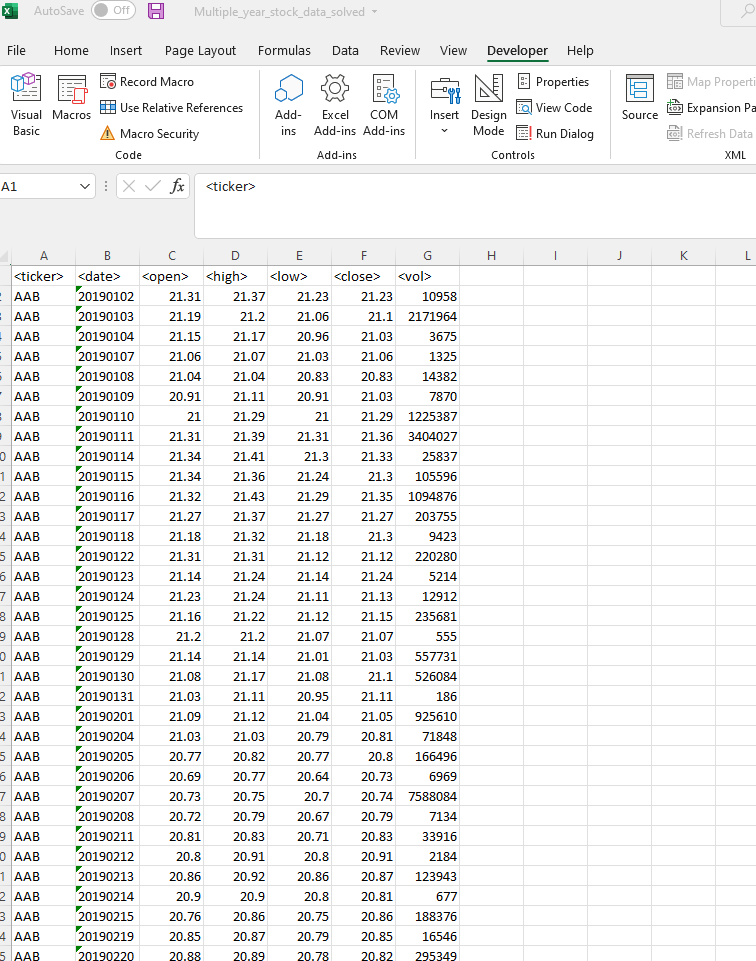 AutoSave Off Multiple_year_stock_data_solved
File Home Insert Page Layout Formulas Data Review View Developer Help
Visual Basic
Macros
Record Macro
Use Relative References
Macro Security
Code
Add-ins
Excel Add-ins
COM Add-ins
Add-ins
Insert
Design Mode
Properties
View Code
Run Dialog
Controls
Source
Map Properti
Expansion Pa
Refresh Data
XML
A1 fx <ticker>
A B C D E F G H I J K L
<ticker> <date> <open> <high> <low> <close> <vol>
2 AAB 20190102 21.31 21.37 21.23 21.23 10958
3 AAB 20190103 21.19 21.2 21.06 21.1 2171964
4 AAB 20190104 21.15 21.17 20.96 21.03 3675
5 AAB 20190107 21.06 21.07 21.03 21.06 1325
6 AAB 20190108 21.04 21.04 20.83 20.83 14382
7 AAB 20190109 20.91 21.11 20.91 21.03 7870
8 AAB 20190110 21 21.29 21 21.29 1225387
9 AAB 20190111 21.31 21.39 21.31 21.36 3404027
0 AAB 20190114 21.34 21.41 21.3 21.33 25837
1 AAB 20190115 21.34 21.36 21.24 21.3 105596
2 AAB 20190116 21.32 21.43 21.29 21.35 1094876
3 AAB 20190117 21.27 21.37 21.27 21.27 203755
4 AAB 20190118 21.18 21.32 21.18 21.3 9423
5 AAB 20190122 21.31 21.31 21.12 21.12 220280
6 AAB 20190123 21.14 21.24 21.14 21.24 5214
7 AAB 20190124 21.23 21.24 21.11 21.13 12912
8 AAB 20190125 21.16 21.22 21.12 21.15 235681
9 AAB 20190128 21.2 21.2 21.07 21.07 555
0 AAB 20190129 21.14 21.14 21.01 21.03 557731
1 AAB 20190130 21.08 21.17 21.08 21.1 526084
2 AAB 20190131 21.03 21.11 20.95 21.11 186
3 AAB 20190201 21.09 21.12 21.04 21.05 925610
4 AAB 20190204 21.03 21.03 20.79 20.81 71848
5 AAB 20190205 20.77 20.82 20.77 20.8 166496
6 AAB 20190206 20.69 20.77 20.64 20.73 6969
7 AAB 20190207 20.73 20.75 20.7 20.74 7588084
8 AAB 20190208 20.72 20.79 20.67 20.79 7134
9 AAB 20190211 20.81 20.83 20.71 20.83 33916
0 AAB 20190212 20.8 20.91 20.8 20.91 2184
1 AAB 20190213 20.86 20.92 20.86 20.87 123943
2 AAB 20190214 20.9 20.9 20.8 20.81 677
3 AAB 20190215 20.76 20.86 20.75 20.86 188376
4 AAB 20190219 20.85 20.87 20.79 20.85 16546
5 AAB 20190220 20.88 20.89 20.78 20.82 295349